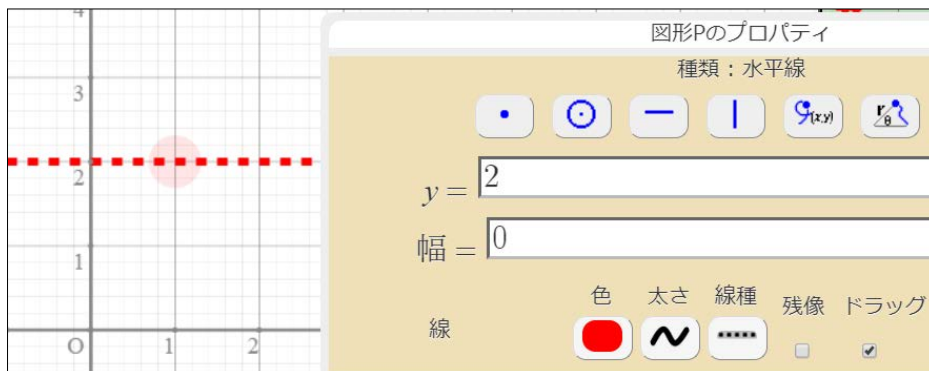 図形Pのプロパティ
種類：水平線
(x,y)
r
θ
y = 2
幅 = 0
色 太さ 線種 残像 ドラッグ
線
4
3
2
1
O 1 2